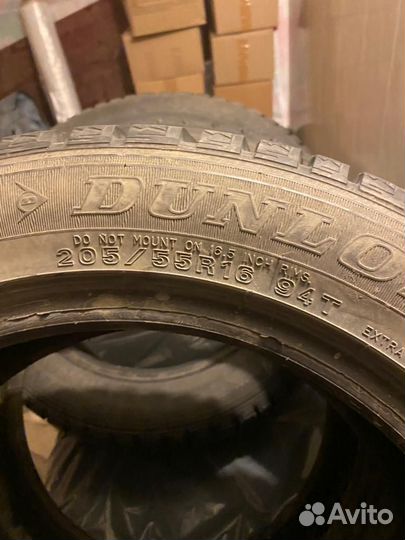 DUNLO
DO NOT MOUNT ON 16.5 INCH RIMS.
205/55R16 94T
EXTRA
Avito